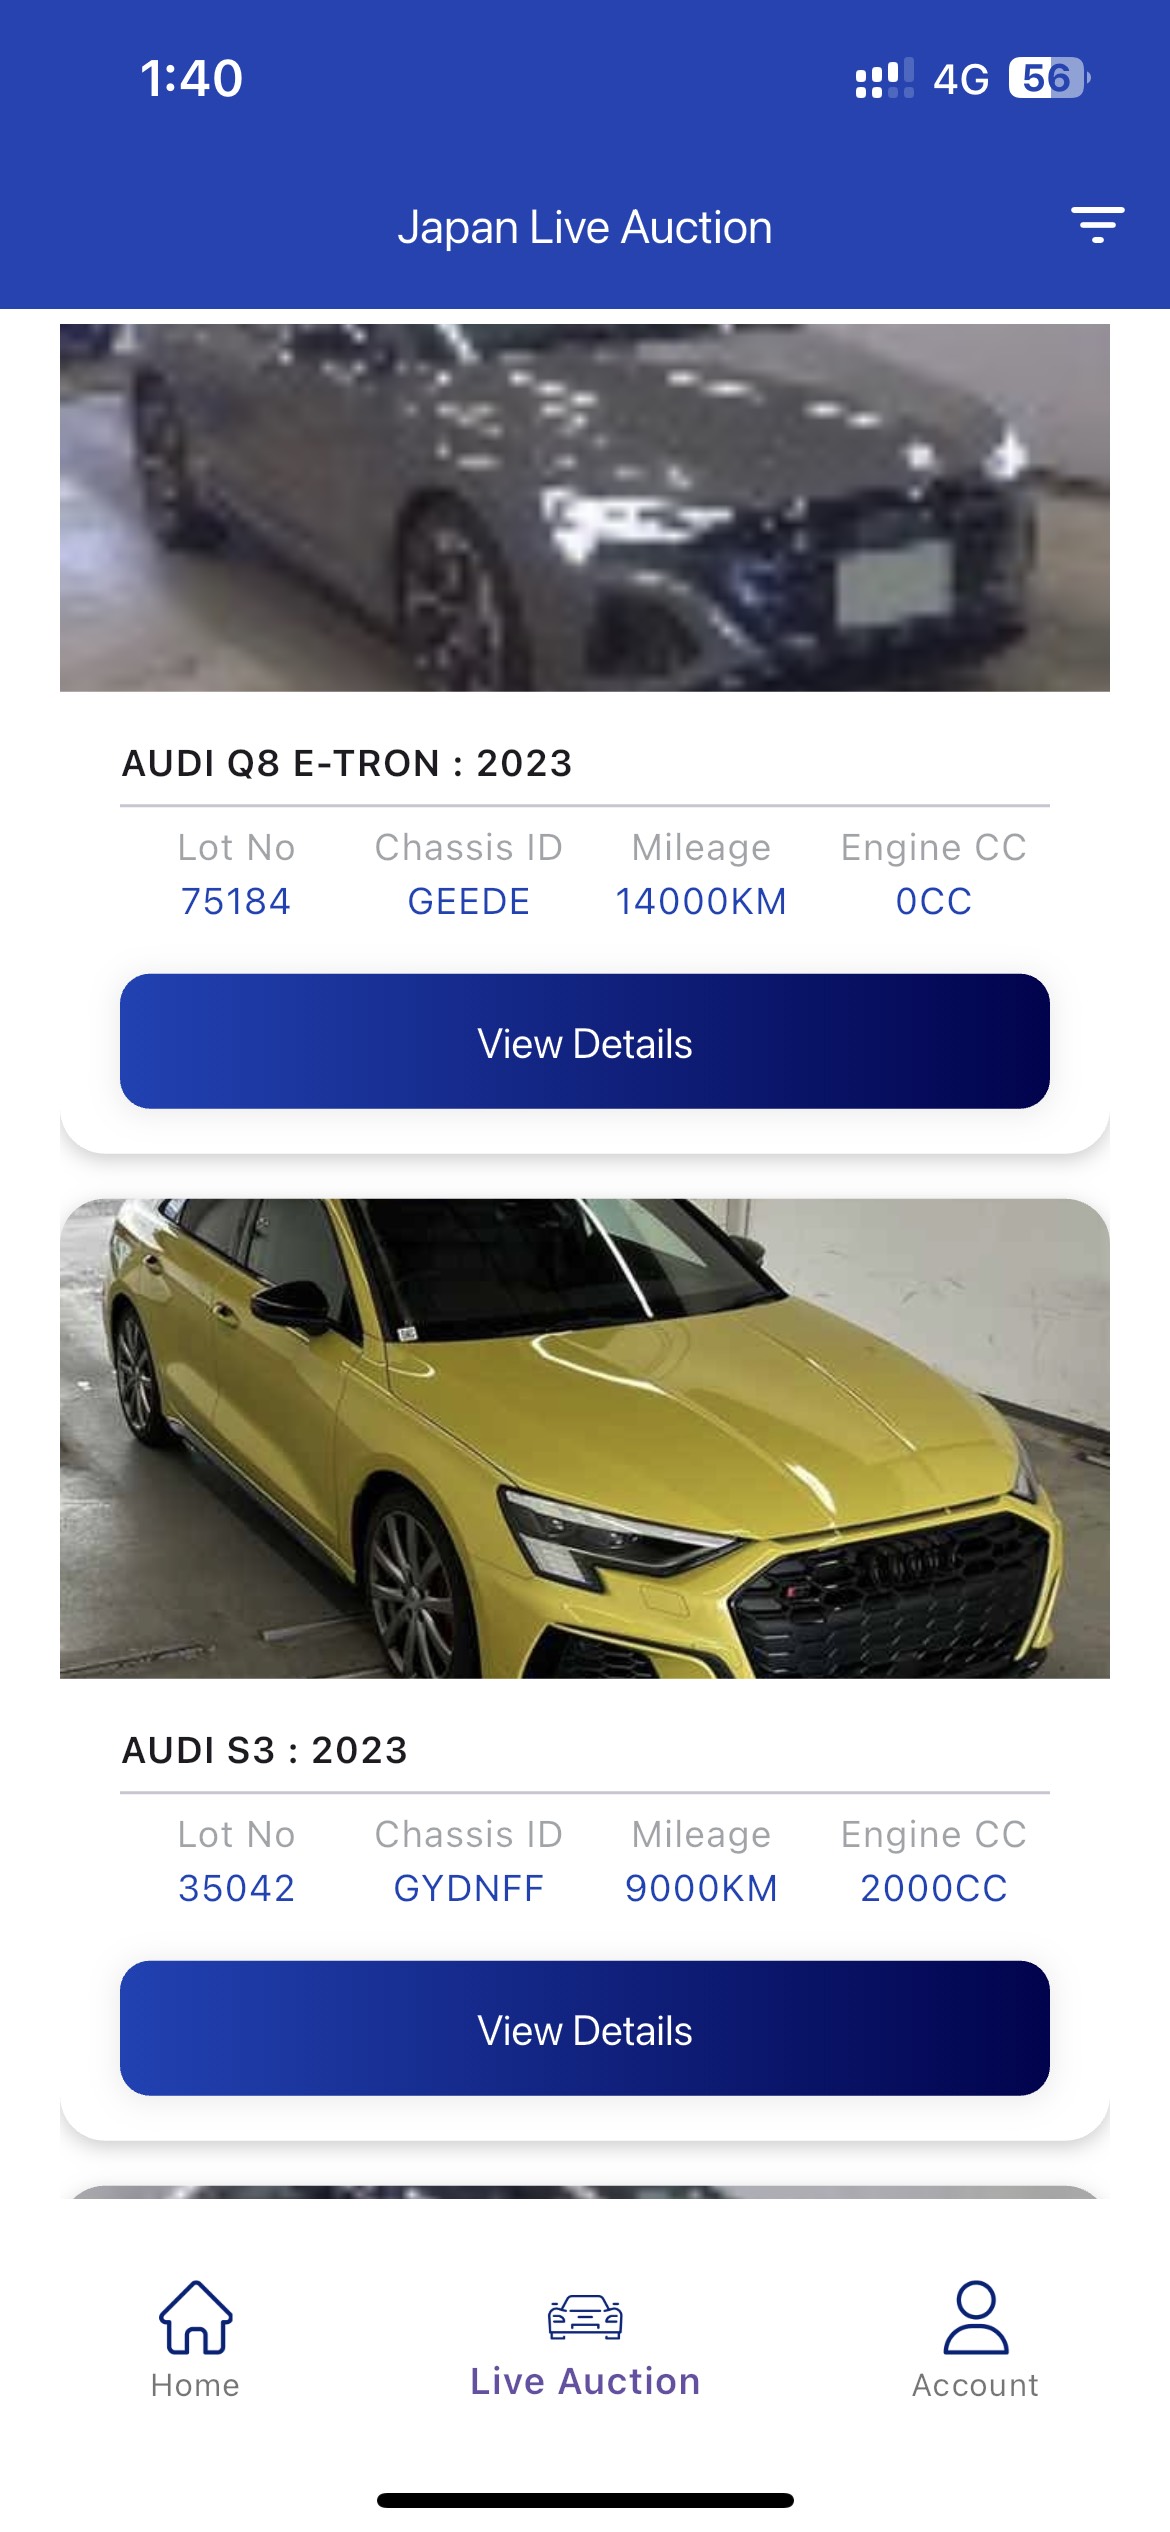 1:40
4G 56
Japan Live Auction
AUDI Q8 E-TRON : 2023
Lot No Chassis ID Mileage Engine CC
75184 GEEDE 14000KM 0CC
View Details
AUDI S3 : 2023
Lot No Chassis ID Mileage Engine CC
35042 GYDNFF 9000KM 2000CC
View Details
Home Live Auction Account